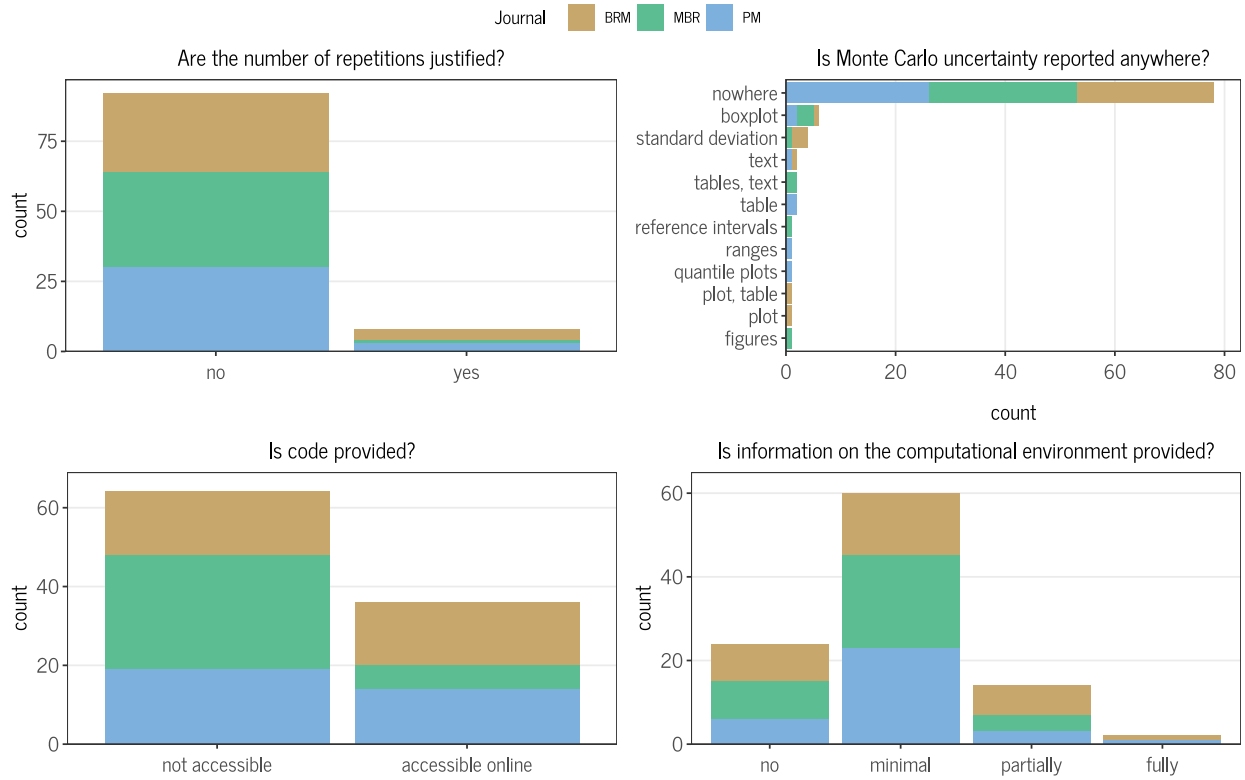 Journal BRM MBR PM
Are the number of repetitions justified?
count
75
50
25
0
no yes
Is Monte Carlo uncertainty reported anywhere?
nowhere
boxplot
standard deviation
text
tables, text
table
reference intervals
ranges
quantile plots
plot, table
plot
figures
0 20 40 60 80
count
Is code provided?
count
60
40
20
0
not accessible accessible online
Is information on the computational environment provided?
count
60
40
20
0
no minimal partially fully